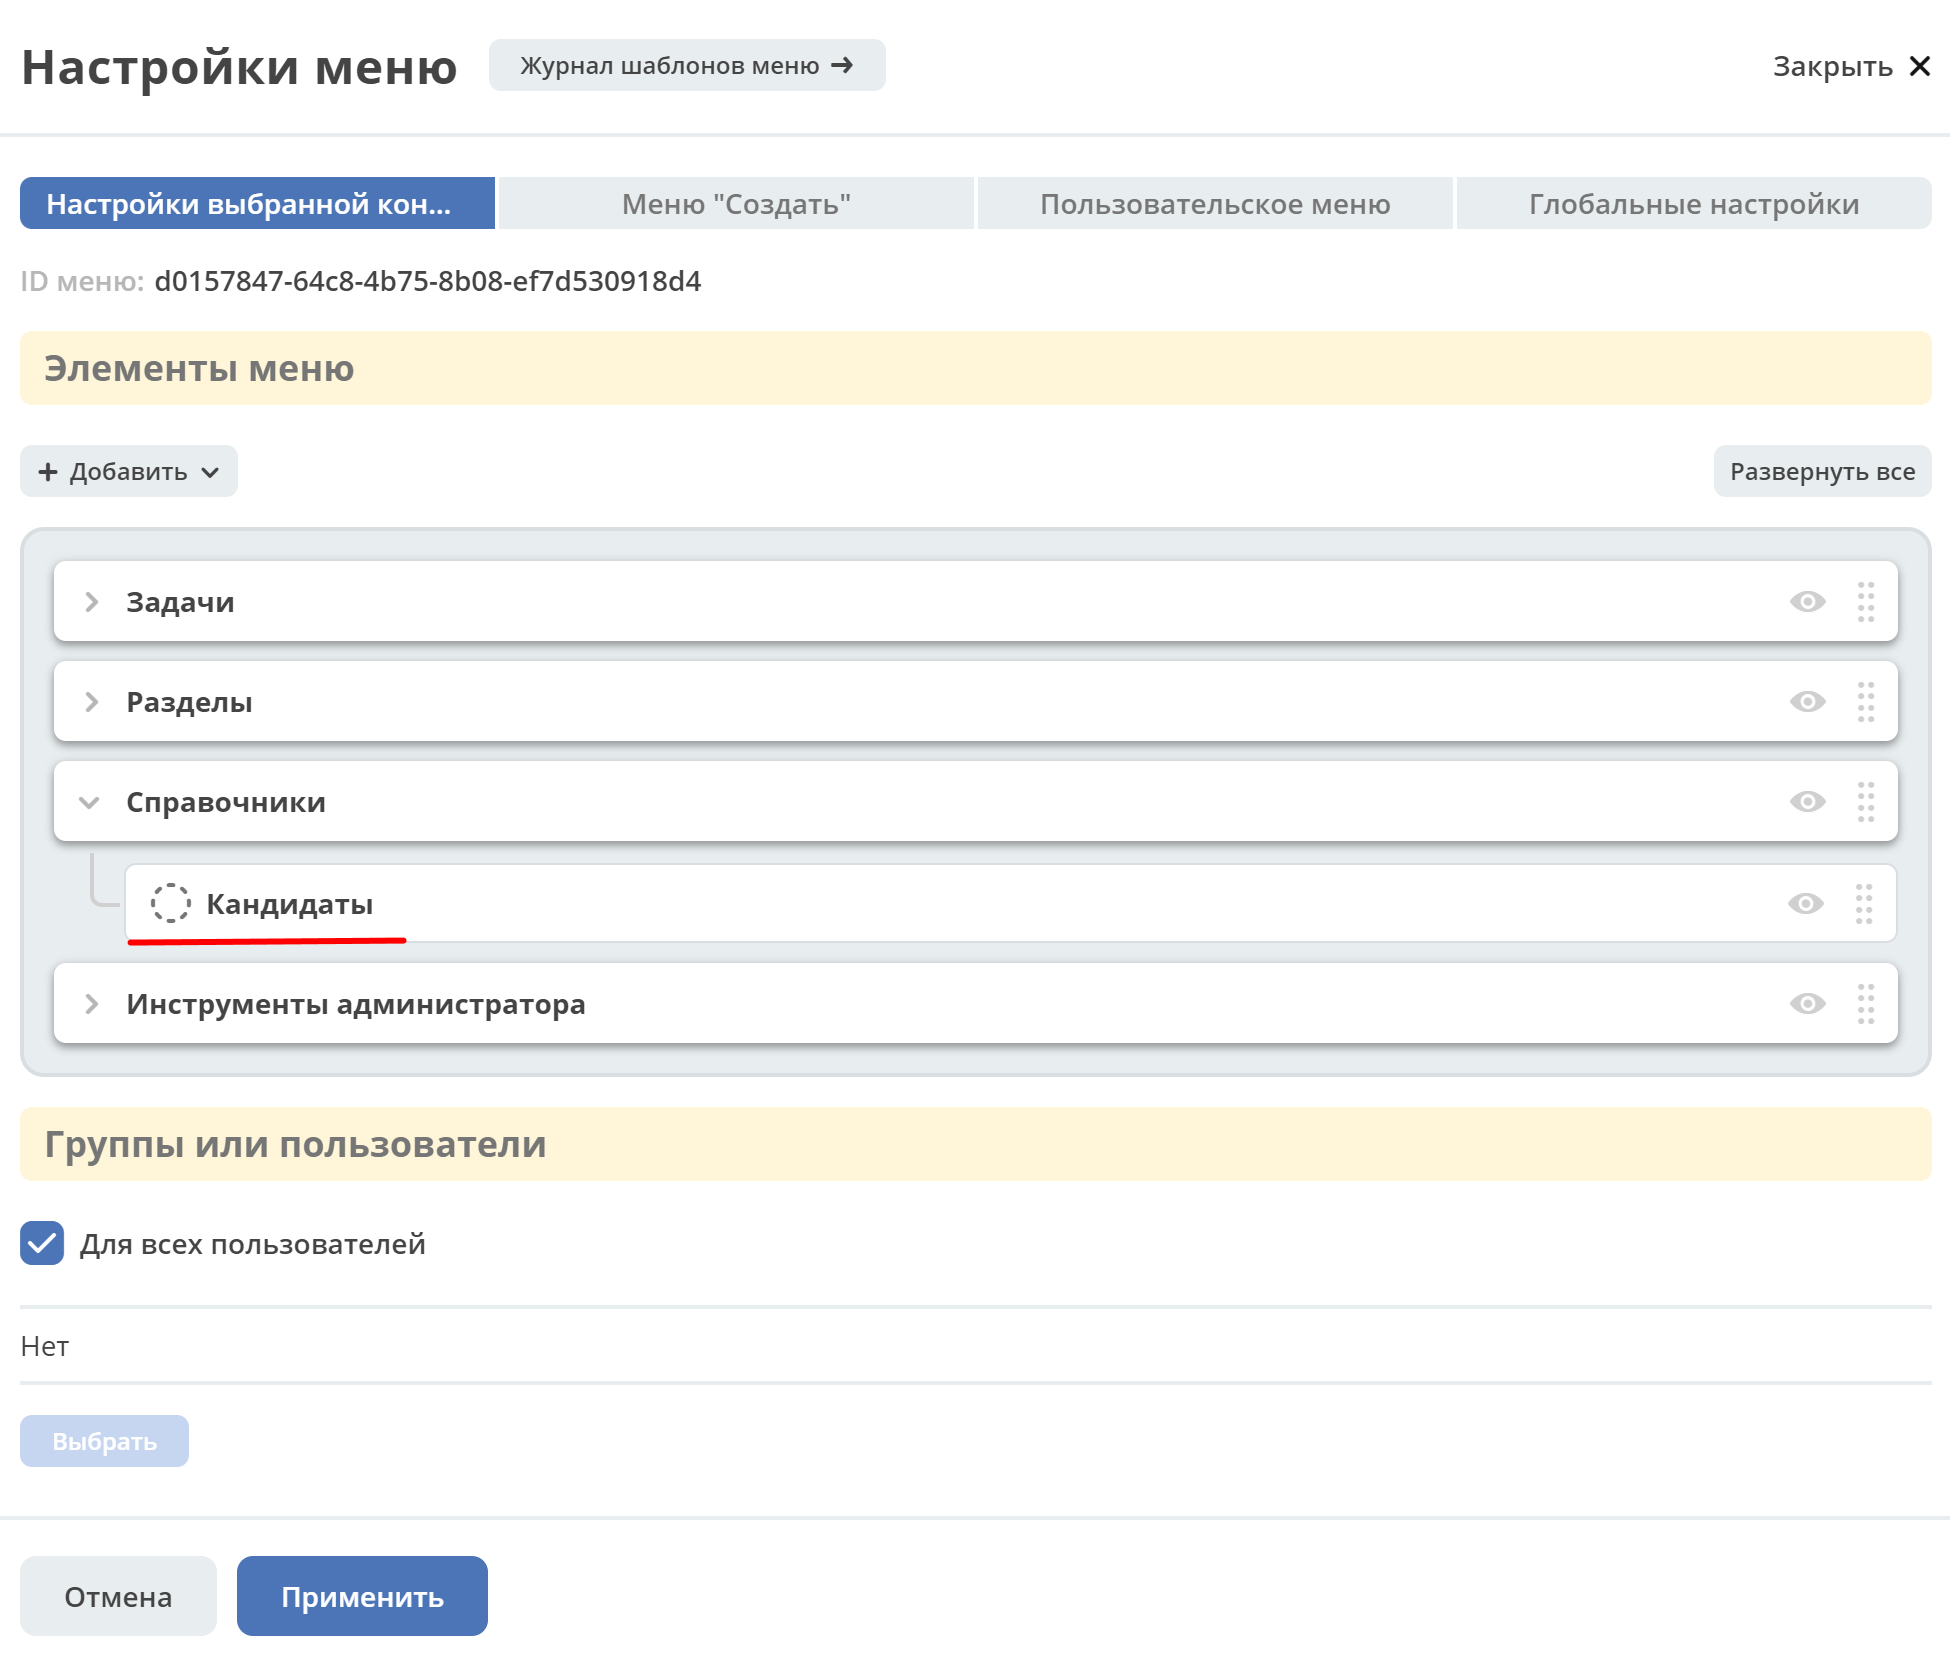 Настройки меню
Журнал шаблонов меню
Закрыть
Настройки выбранной кон...
Меню "Создать"
Пользовательское меню
Глобальные настройки
ID меню: d0157847-64c8-4b75-8b08-ef7d530918d4
Элементы меню
Добавить
Развернуть все
Задачи
Разделы
Справочники
Кандидаты
Инструменты администратора
Группы или пользователи
Для всех пользователей
Нет
Выбрать
Отмена
Применить